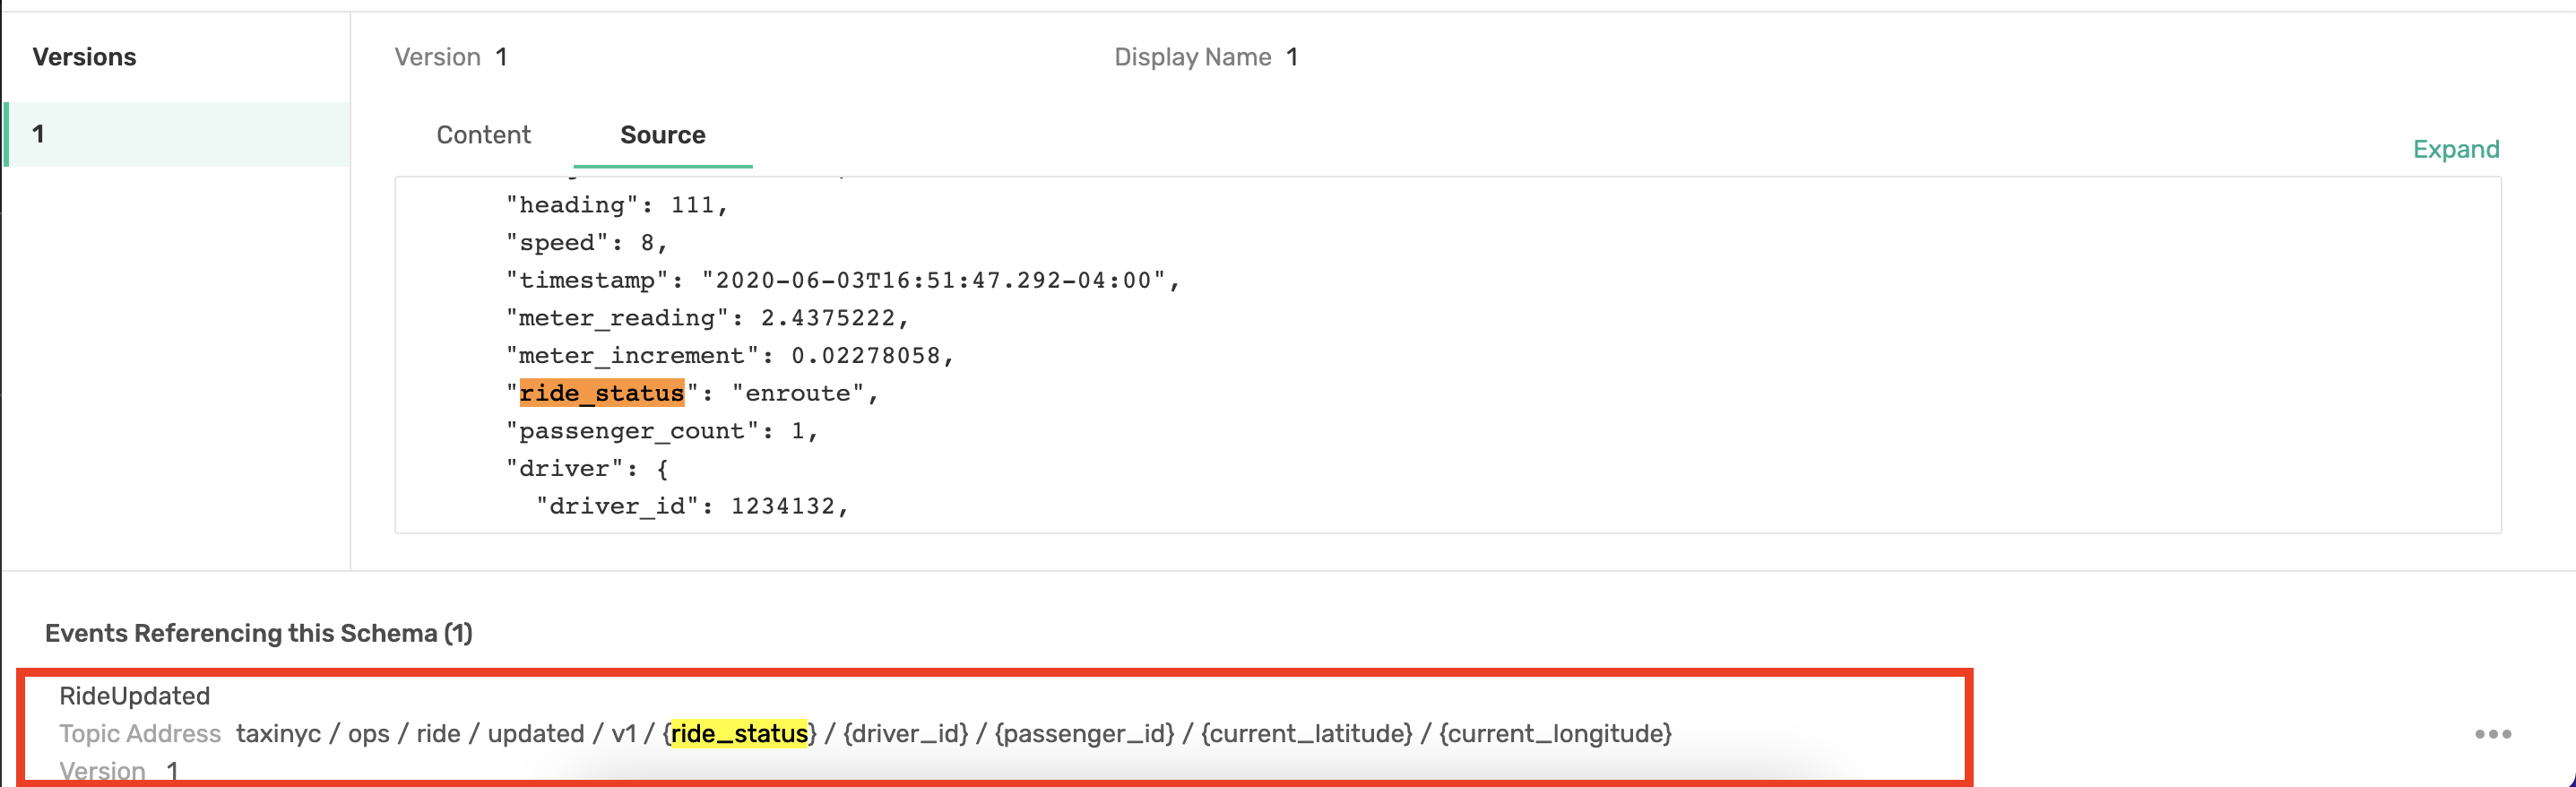 Versions
1
Version 1
Display Name 1
Content
Source
Expand
"heading": 111,
"speed": 8,
"timestamp": "2020-06-03T16:51:47.292-04:00",
"meter_reading": 2.4375222,
"meter_increment": 0.02278058,
"ride_status": "enroute",
"passenger_count": 1,
"driver": {
"driver_id": 1234132,
Events Referencing this Schema (1)
RideUpdated
Topic Address taxinyc / ops / ride / updated / v1 / {ride_status} / {driver_id} / {passenger_id} / {current_latitude} / {current_longitude}
Version 1